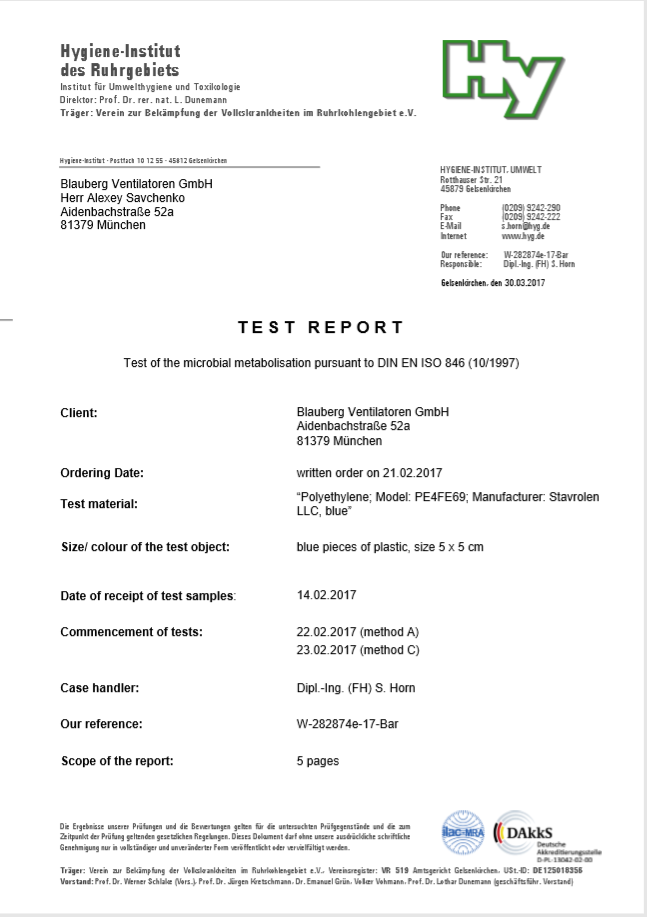 Hygiene-Institut
des Ruhrgebiets
Institut für Umwelthygiene und Toxikologie
Direktor: Prof. Dr. rer. nat. L. Dunemann
Träger: Verein zur Bekämpfung der Volkskrankheiten im Ruhrkohlengebiet e.V.
Hy
Hygiene-Institut · Postfach 10 12 55 · 45812 Gelsenkirchen
Blauberg Ventilatoren GmbH
Herr Alexey Savchenko
Aidenbachstraße 52a
81379 München
HYGIENE-INSTITUT, UMWELT
Rotthauser Str. 21
45879 Gelsenkirchen
Phone (0209) 9242-290
Fax (0209) 9242-222
E-Mail s.horn@hyg.de
Internet www.hyg.de
Our reference: W-282874e-17-Bar
Responsible: Dipl.-Ing. (FH) S. Horn
Gelsenkirchen, den 30.03.2017
TEST REPORT
Test of the microbial metabolisation pursuant to DIN EN ISO 846 (10/1997)
Client: Blauberg Ventilatoren GmbH
Aidenbachstraße 52a
81379 München
Ordering Date: written order on 21.02.2017
Test material: “Polyethylene; Model: PE4FE69; Manufacturer: Stavrolen
LLC, blue”
Size/ colour of the test object: blue pieces of plastic, size 5 x 5 cm
Date of receipt of test samples: 14.02.2017
Commencement of tests: 22.02.2017 (method A)
23.02.2017 (method C)
Case handler: Dipl.-Ing. (FH) S. Horn
Our reference: W-282874e-17-Bar
Scope of the report: 5 pages
Die Ergebnisse unserer Prüfungen und die Bewertungen gelten für die untersuchten Prüfgegenstände und die zum
Zeitpunkt der Prüfung geltenden gesetzlichen Regelungen. Dieses Dokument darf ohne unsere ausdrückliche schriftliche
Genehmigung nur in vollständiger und unveränderter Form veröffentlicht oder vervielfältigt werden.
ilac-MRA
DAkkS
Deutsche
Akkreditierungsstelle
D-PL-13042-02-00
Träger: Verein zur Bekämpfung der Volkskrankheiten im Ruhrkohlengebiet e.V., Vereinsregister: VR 519 Amtsgericht Gelsenkirchen, USt.-ID: DE125018356
Vorstand: Prof. Dr. Werner Schlake (Vors.), Prof. Dr. Jürgen Kretschmann, Dr. Emanuel Grün, Volker Vohmann, Prof. Dr. Lothar Dunemann (geschäftsführ. Vorstand)